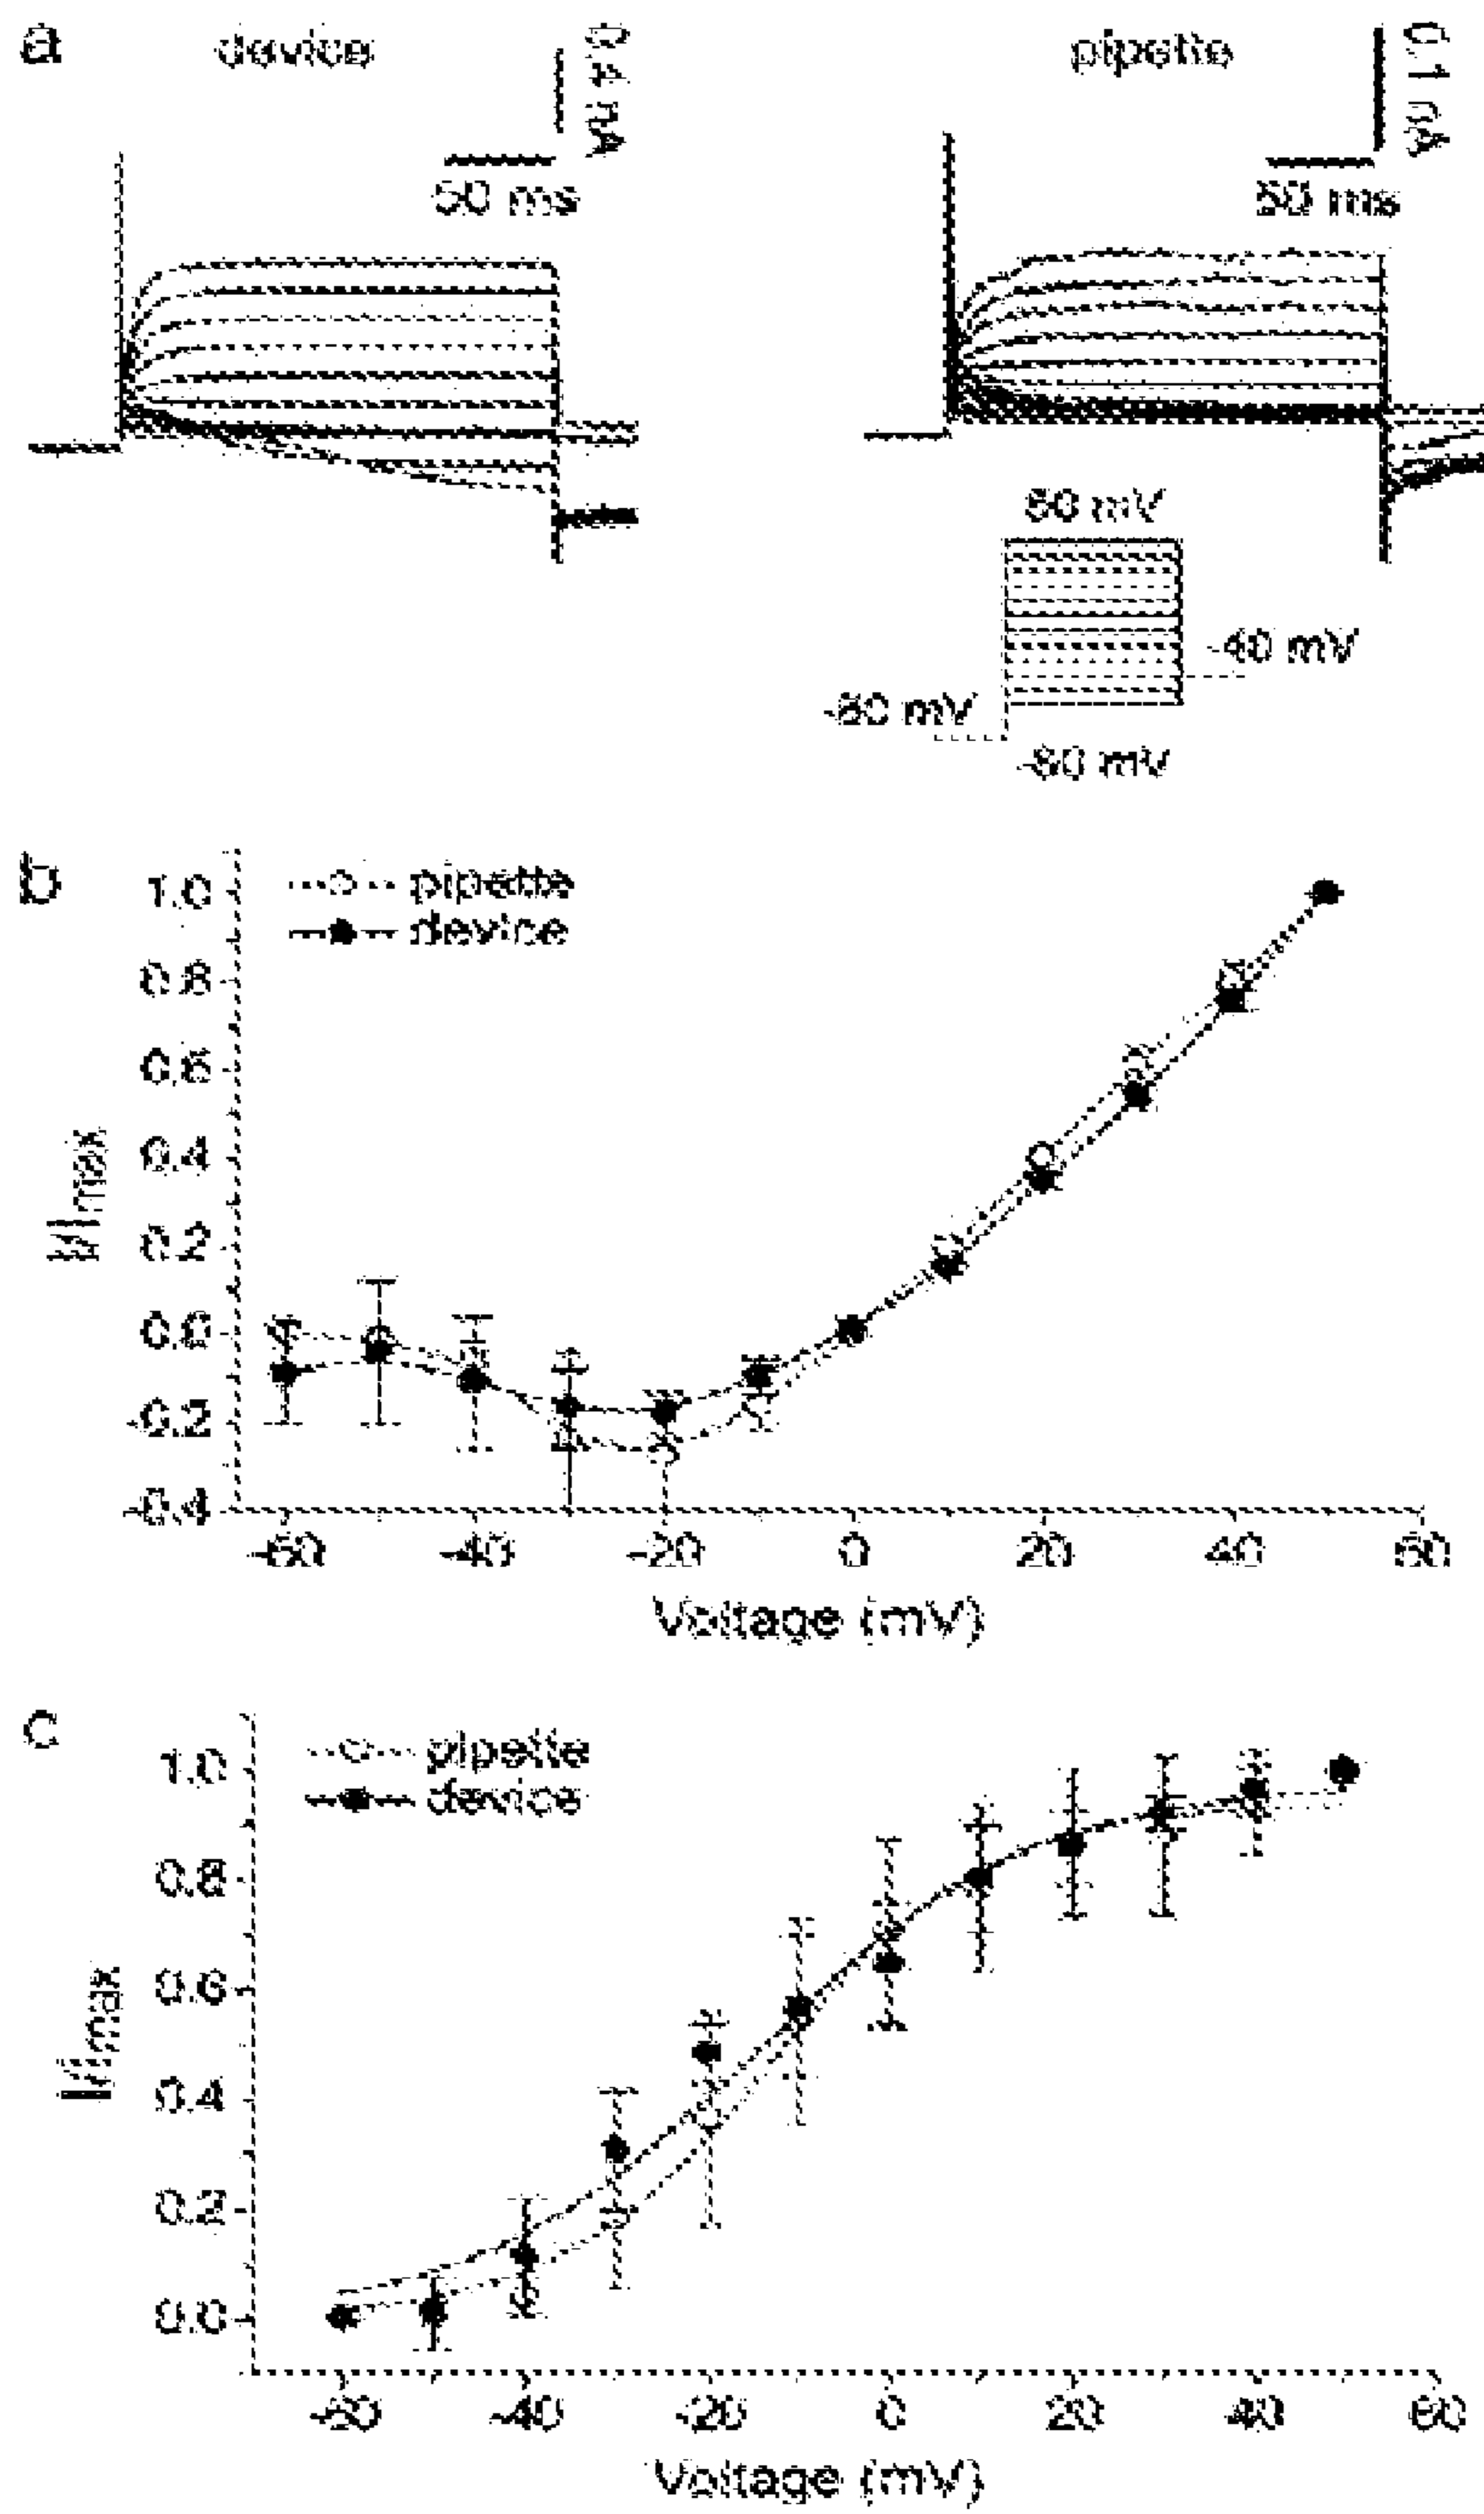 a
device
0.4 nA
50 ms
pipette
0.1 nA
50 ms
50 mV
-40 mV
-80 mV
-60 mV
b
pipette
device
1.0
0.8
0.6
0.4
0.2
0.0
-0.2
-0.4
I/Imax
-60
-40
-20
0
20
40
60
Voltage (mV)
c
pipette
device
1.0
0.8
0.6
0.4
0.2
0.0
I/Imax
-60
-40
-20
0
20
40
60
Voltage (mV)